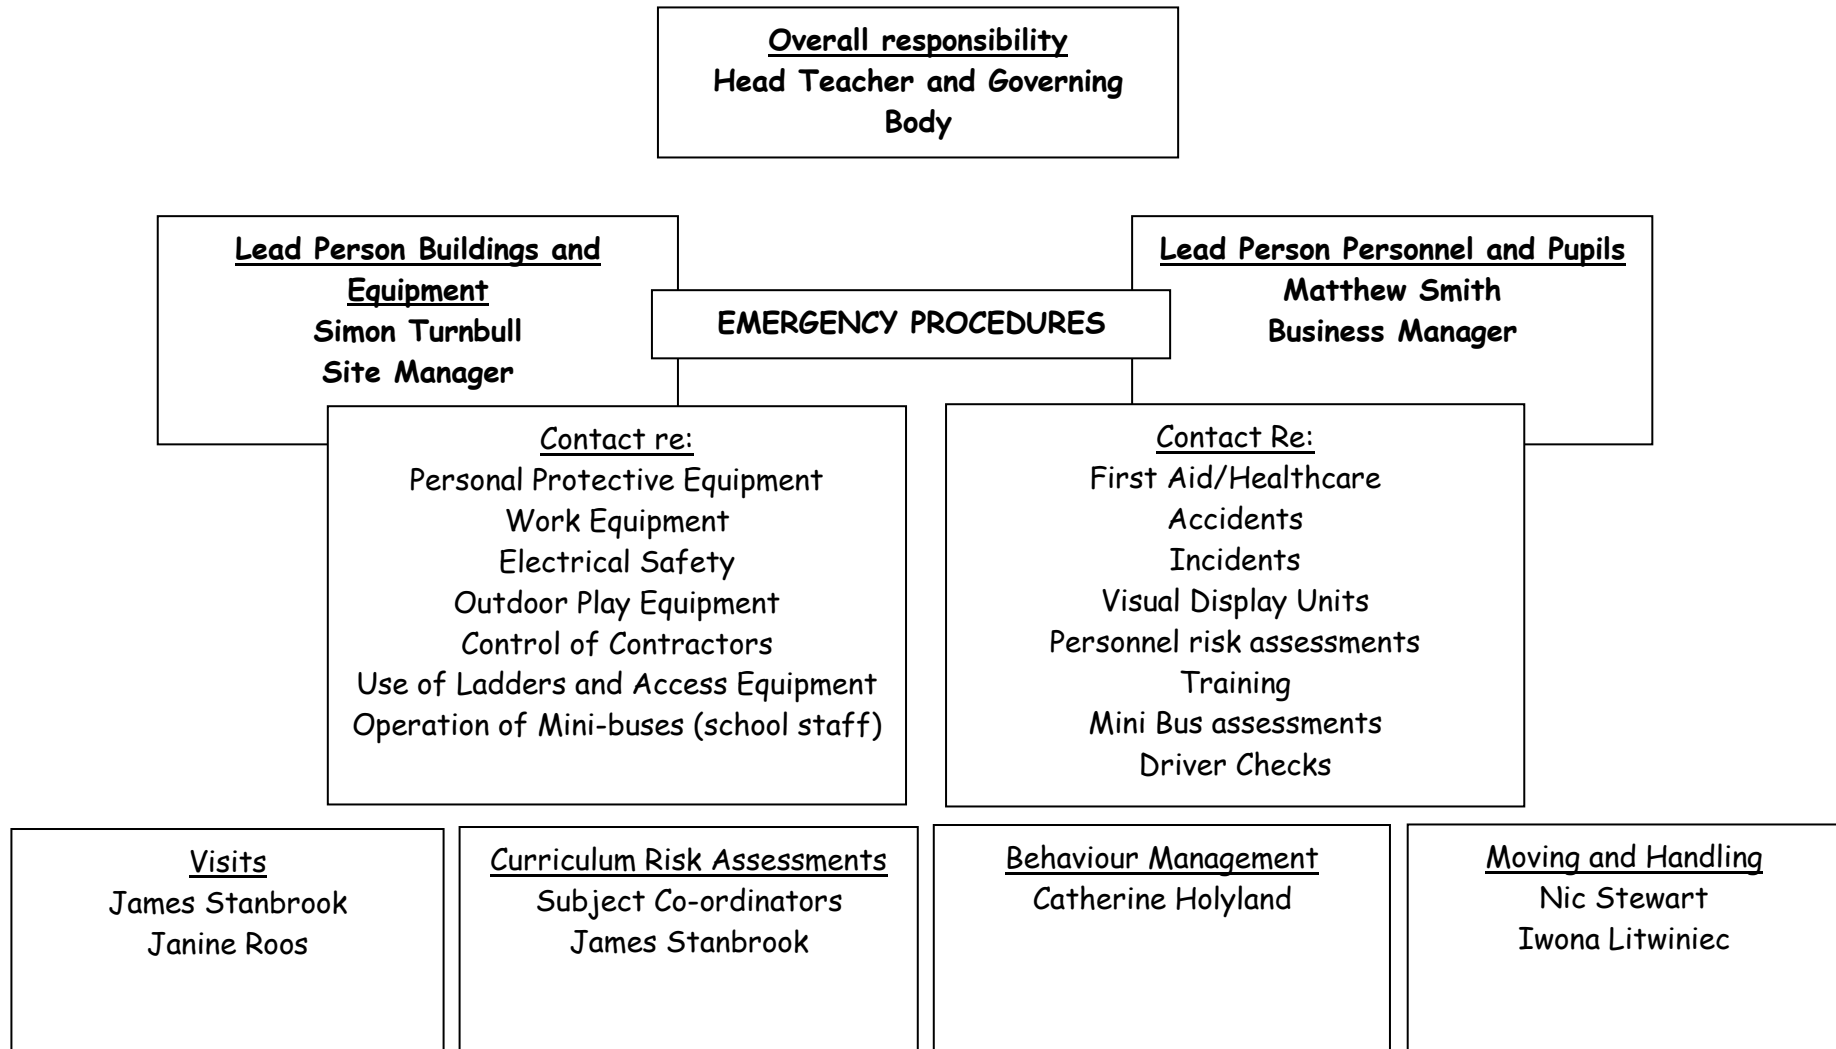 Overall responsibility
Head Teacher and Governing
Body
Lead Person Buildings and
Equipment
Simon Turnbull
Site Manager
EMERGENCY PROCEDURES
Lead Person Personnel and Pupils
Matthew Smith
Business Manager
Contact re:
Personal Protective Equipment
Work Equipment
Electrical Safety
Outdoor Play Equipment
Control of Contractors
Use of Ladders and Access Equipment
Operation of Mini-buses (school staff)
Contact Re:
First Aid/Healthcare
Accidents
Incidents
Visual Display Units
Personnel risk assessments
Training
Mini Bus assessments
Driver Checks
Visits
James Stanbrook
Janine Roos
Curriculum Risk Assessments
Subject Co-ordinators
James Stanbrook
Behaviour Management
Catherine Holyland
Moving and Handling
Nic Stewart
Iwona Litwiniec